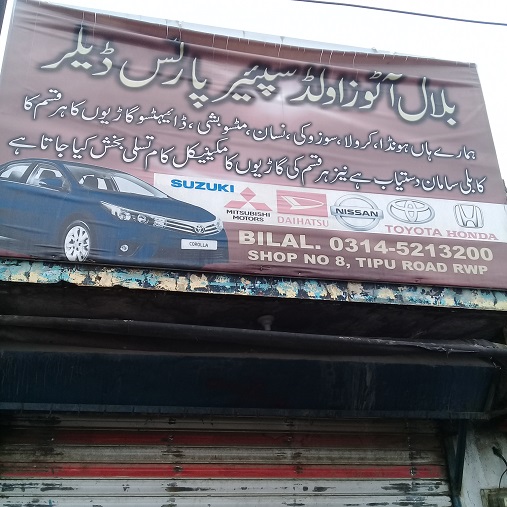 بلال آٹوز اولڈ سپئیر پارٹس ڈیلر
ہمارے ہاں ہونڈا، کرولا، سوزوکی، نسان، مٹسوبشی، ڈائیہٹسو گاڑیوں کا ہر قسم کا
کابلی سامان دستیاب ہے نیز ہر قسم کی گاڑیوں کا مکینیکل کام تسلی بخش کیا جاتا ہے
SUZUKI MITSUBISHI MOTORS DAIHATSU NISSAN TOYOTA HONDA
COROLLA
BILAL. 0314-5213200
SHOP NO 8, TIPU ROAD RWP